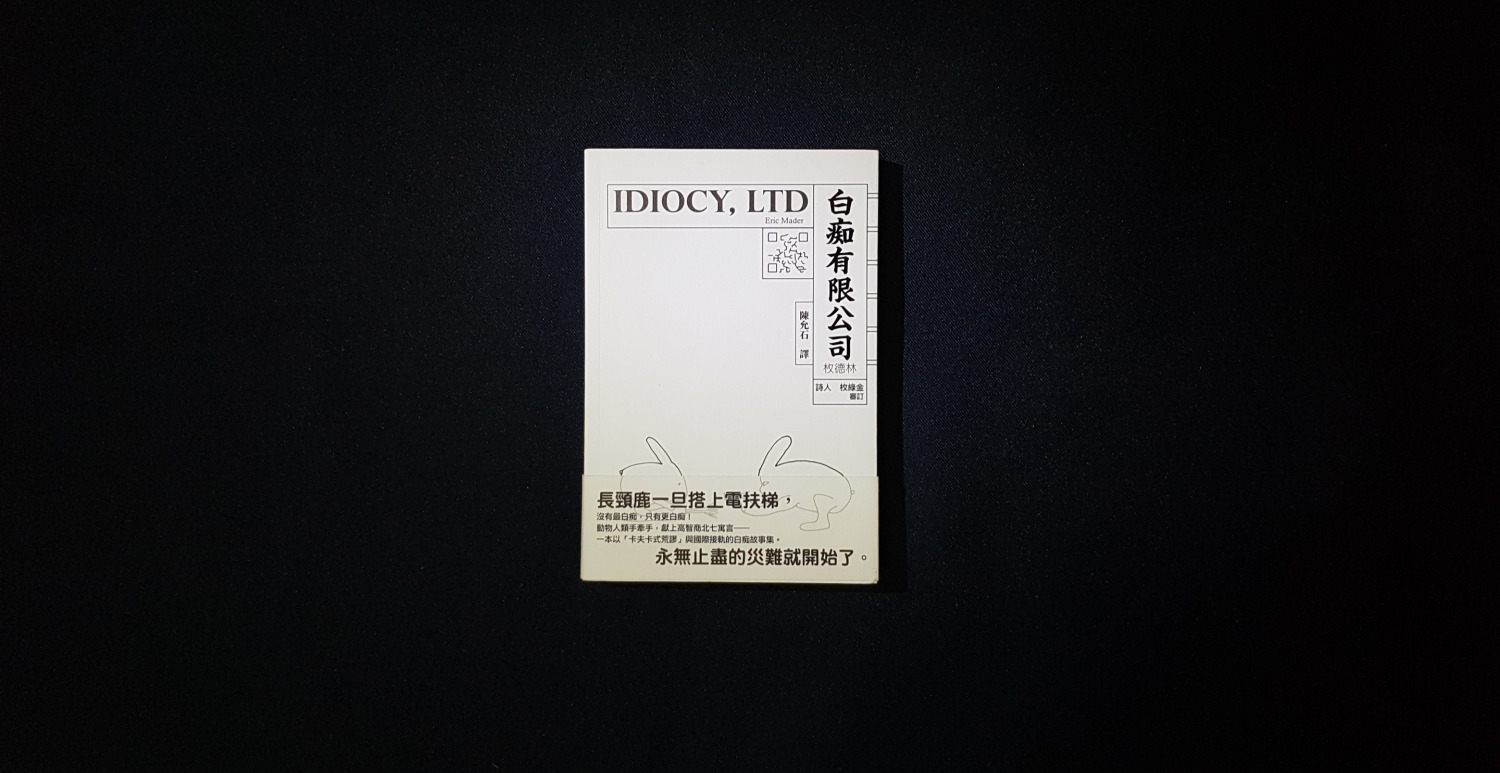 IDIOCY, LTD
Eric Mader
白痴有限公司
枚德林
詩人 枚綠金
審訂
陳允石 譯
長頸鹿一旦搭上電扶梯，
沒有最白痴，只有更白痴！
動物人類手牽手，獻上高智商北七寓言──
一本以「卡夫卡式荒謬」與國際接軌的白痴故事集。
永無止盡的災難就開始了。